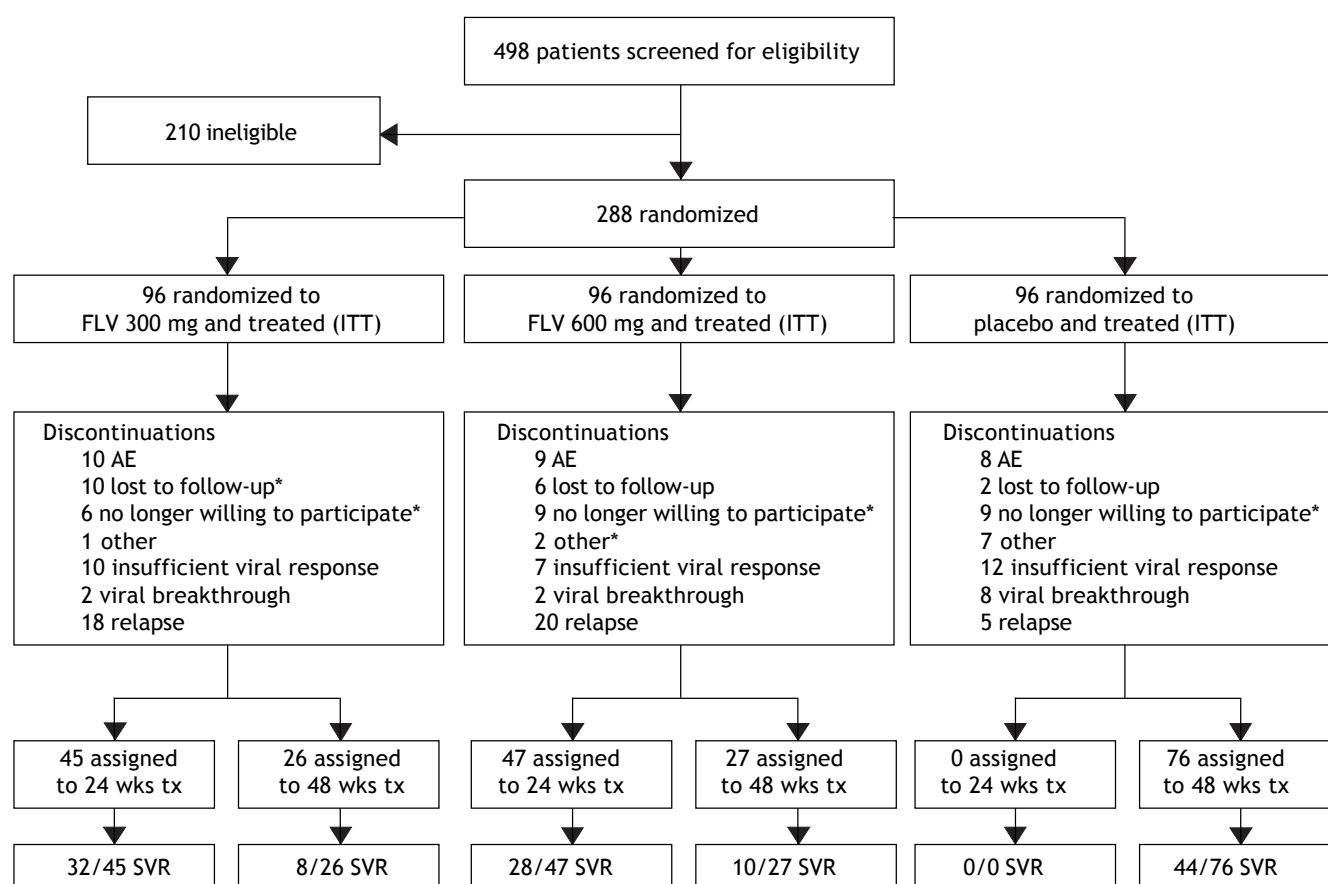 498 patients screened for eligibility
210 ineligible
288 randomized
96 randomized to
FLV 300 mg and treated (ITT)
96 randomized to
FLV 600 mg and treated (ITT)
96 randomized to
placebo and treated (ITT)
Discontinuations
10 AE
10 lost to follow-up*
6 no longer willing to participate*
1 other
10 insufficient viral response
2 viral breakthrough
18 relapse
Discontinuations
9 AE
6 lost to follow-up
9 no longer willing to participate*
2 other*
7 insufficient viral response
2 viral breakthrough
20 relapse
Discontinuations
8 AE
2 lost to follow-up
9 no longer willing to participate*
7 other
12 insufficient viral response
8 viral breakthrough
5 relapse
45 assigned
to 24 wks tx
26 assigned
to 48 wks tx
47 assigned
to 24 wks tx
27 assigned
to 48 wks tx
0 assigned
to 24 wks tx
76 assigned
to 48 wks tx
32/45 SVR
8/26 SVR
28/47 SVR
10/27 SVR
0/0 SVR
44/76 SVR